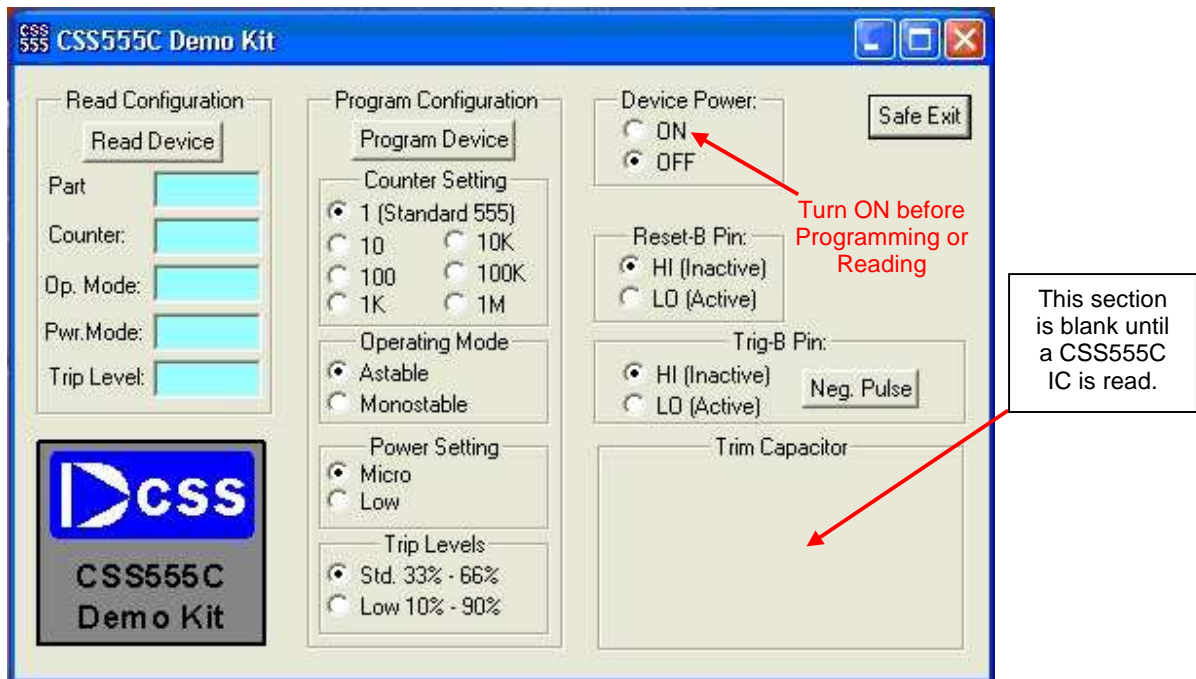 CSS
555 CSS555C Demo Kit
Read Configuration
Read Device
Part
Counter:
Op. Mode:
Pwr.Mode:
Trip Level:
css
CSS555C
Demo Kit
Program Configuration
Program Device
Counter Setting
1 (Standard 555)
10 10K
100 100K
1K 1M
Operating Mode
Astable
Monostable
Power Setting
Micro
Low
Trip Levels
Std. 33% - 66%
Low 10% - 90%
Device Power:
ON
OFF
Safe Exit
Turn ON before
Programming or
Reading
Reset-B Pin:
HI (Inactive)
LO (Active)
Trig-B Pin:
HI (Inactive)
LO (Active)
Neg. Pulse
Trim Capacitor
This section
is blank until
a CSS555C
IC is read.